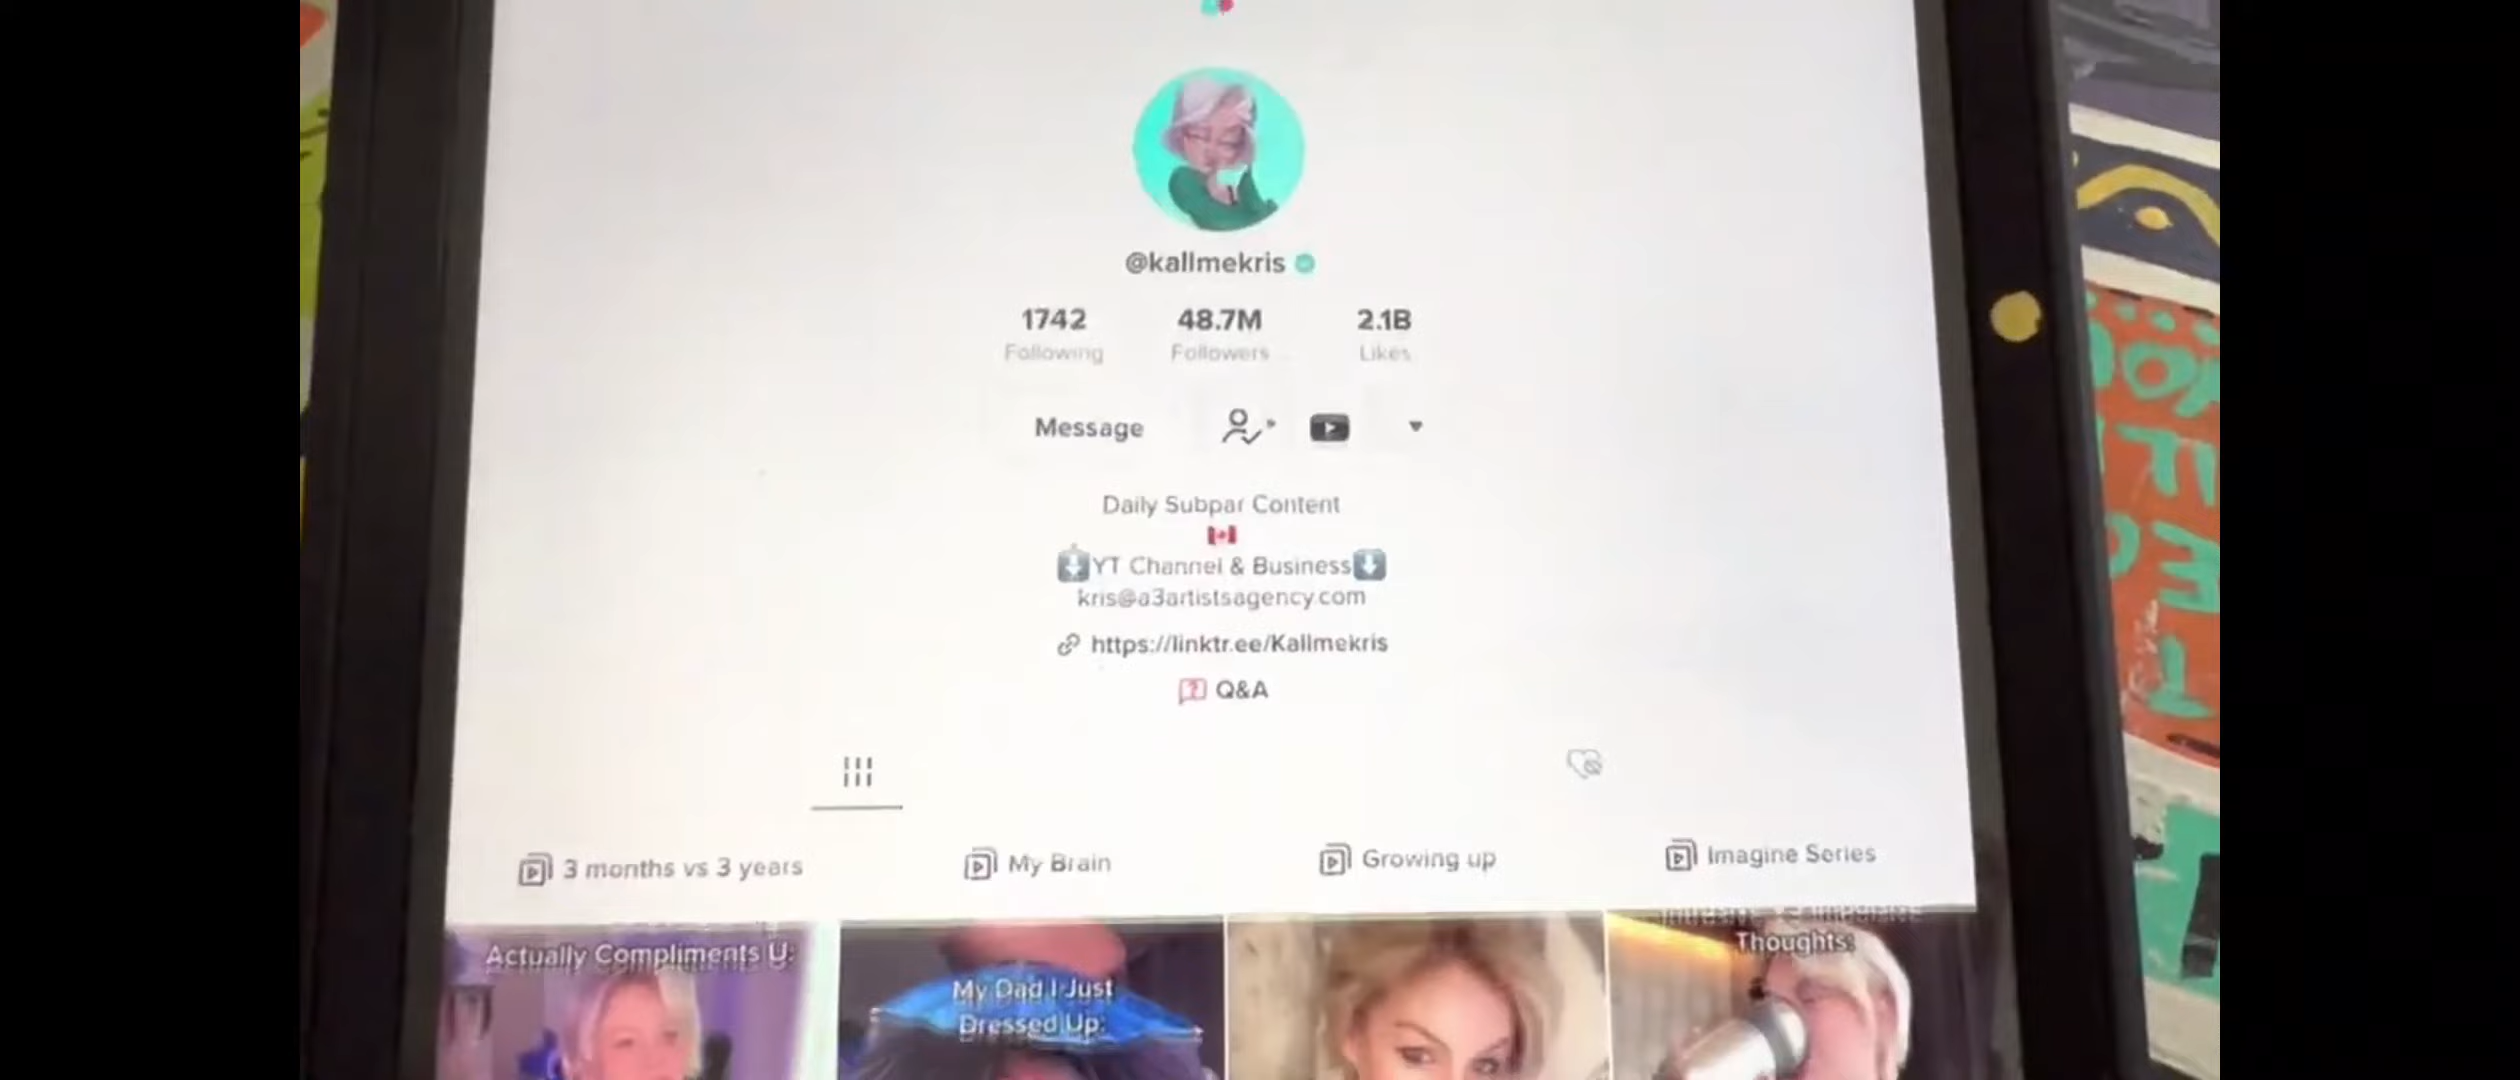 @kallmekris
1742 48.7M 2.1B
Following Followers Likes
Message
Daily Subpar Content
YT Channel & Business
kris@a3artistsagency.com
https://linktr.ee/Kallmekris
Q&A
3 months vs 3 years My Brain Growing up Imagine Series
Actually Compliments U:
My Dad I Just
Dressed Up:
Thoughts: